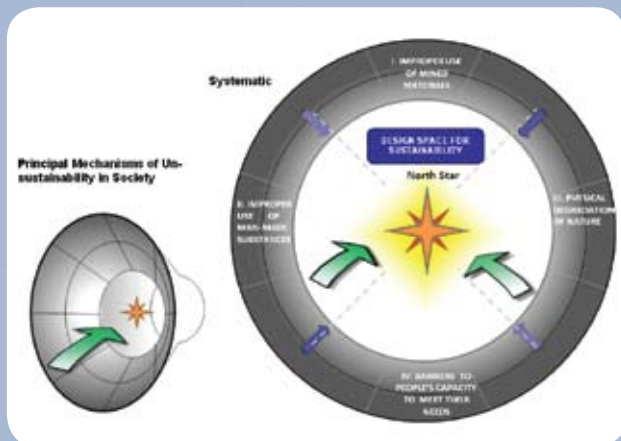 Systematic
Principal Mechanisms of Un-
sustainability in Society
I. IMPROPER USE
OF MINED
MATERIALS
DESIGN SPACE FOR
SUSTAINABILITY
North Star
II. IMPROPER
USE OF
MAN-MADE
SUBSTANCES
III. PHYSICAL
DEGRADATION
OF NATURE
IV. BARRIERS TO
PEOPLE'S CAPACITY
TO MEET THEIR
NEEDS